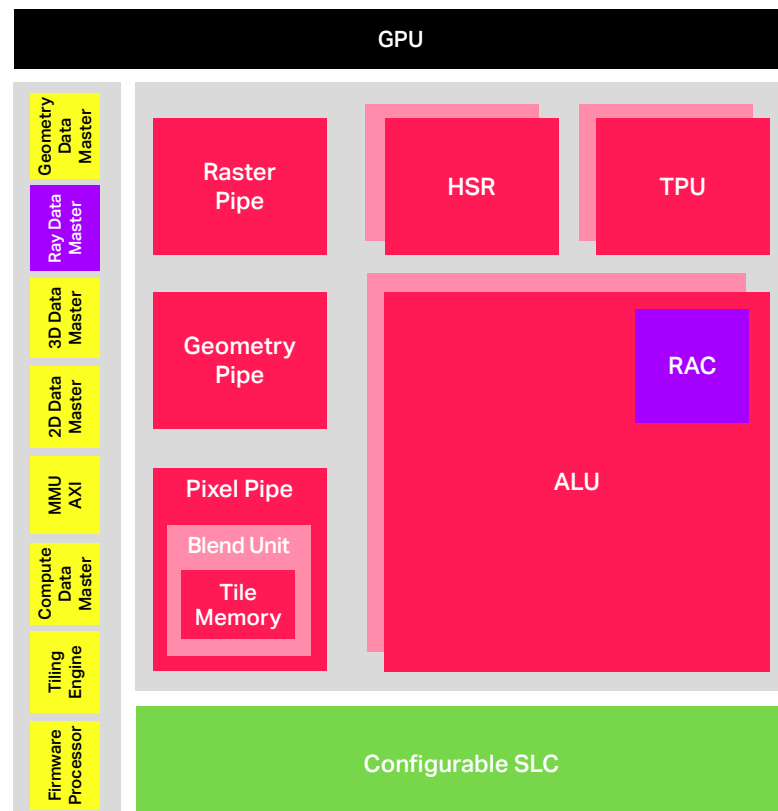 GPU
Geometry
Data
Master
Ray Data
Master
3D Data
Master
2D Data
Master
MMU
AXI
Compute
Data
Master
Tiling
Engine
Firmware
Processor
Raster
Pipe
HSR
TPU
Geometry
Pipe
RAC
ALU
Pixel Pipe
Blend Unit
Tile
Memory
Configurable SLC